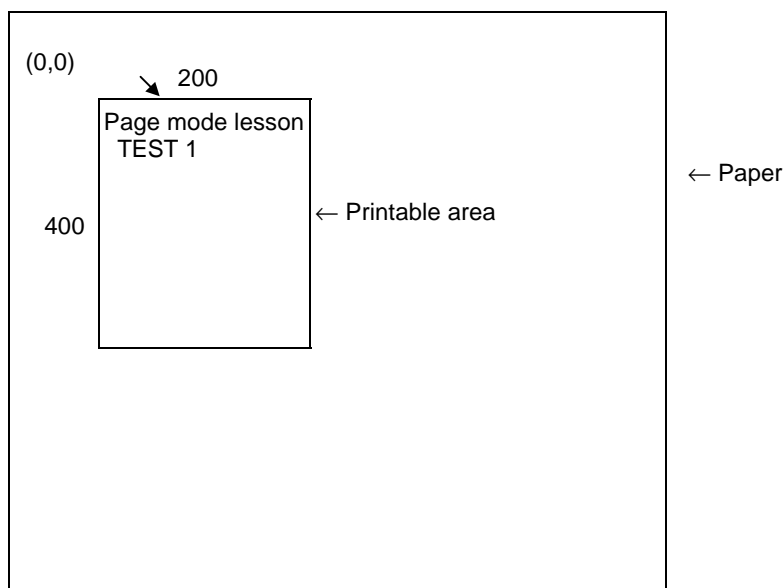 (0,0)
200
Page mode lesson
TEST 1
← Paper
← Printable area
400